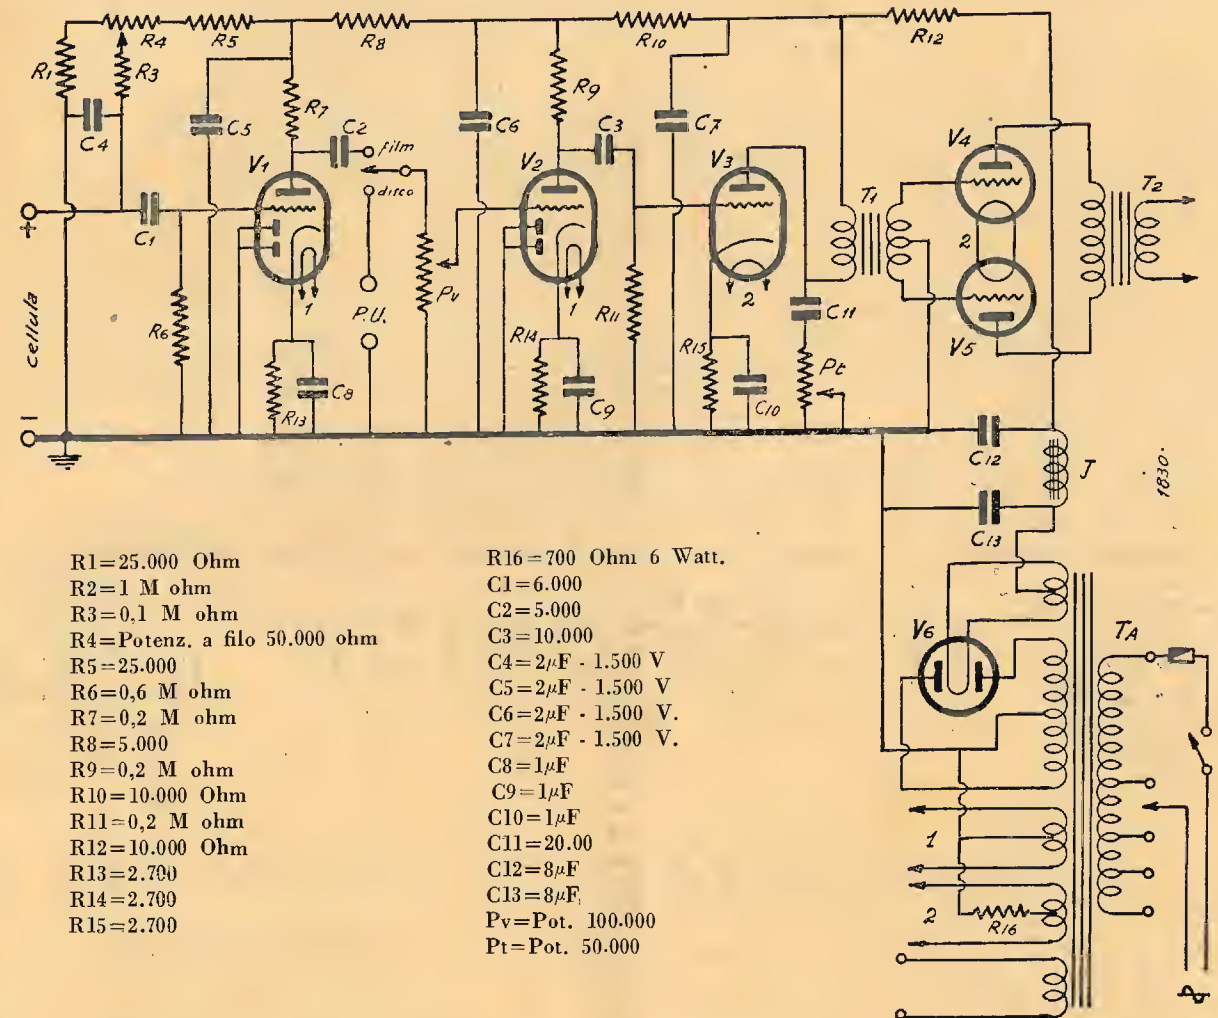 R4 R5 R8 R10 R12
R1 R3 R7 R9
C4 C5 C2 film C6 C3 C7
V1 disco V2 V3 V4
+ C1 T1 T2
2
cellula R6 1 P.U. Pv R11 1 2 C11
R14 R15 Pt V5
R13 C8 C9 C10
-
C12 J 1830.
C13
V6 TA
1
2
R16
R1=25.000 Ohm
R2=1 M ohm
R3=0,1 M ohm
R4=Potenz. a filo 50.000 ohm
R5=25.000
R6=0,6 M ohm
R7=0,2 M ohm
R8=5.000
R9=0,2 M ohm
R10=10.000 Ohm
R11=0,2 M ohm
R12=10.000 Ohm
R13=2.700
R14=2.700
R15=2.700
R16=700 Ohm 6 Watt.
C1=6.000
C2=5.000
C3=10.000
C4=2µF - 1.500 V
C5=2µF - 1.500 V
C6=2µF - 1.500 V.
C7=2µF - 1.500 V.
C8=1µF
C9=1µF
C10=1µF
C11=20.00
C12=8µF
C13=8µF
Pv=Pot. 100.000
Pt=Pot. 50.000